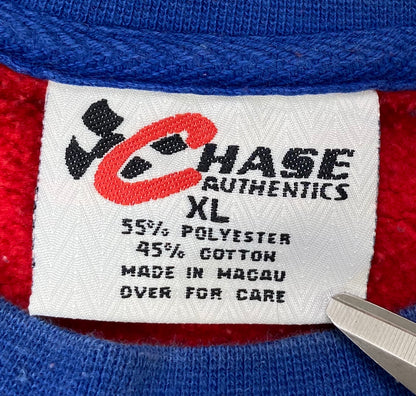 CHASE
AUTHENTICS
XL
55% POLYESTER
45% COTTON
MADE IN MACAU
OVER FOR CARE